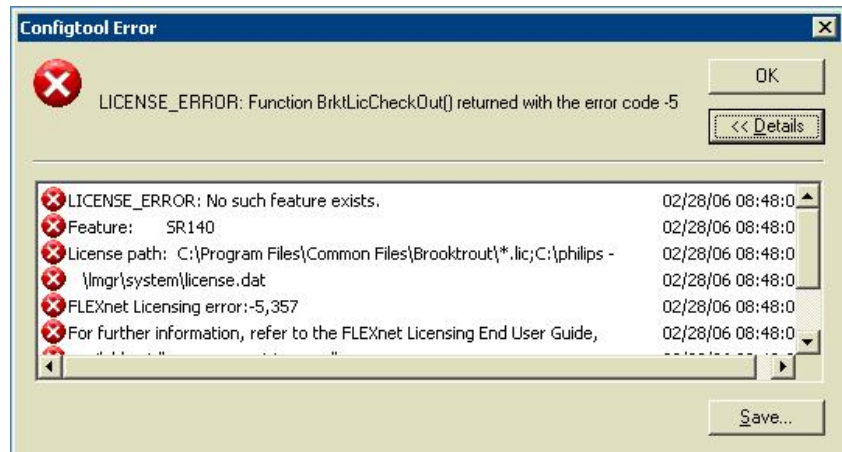 Configtool Error
LICENSE_ERROR: Function BrktLicCheckOut() returned with the error code -5
OK
<< Details
LICENSE_ERROR: No such feature exists. 02/28/06 08:48:0
Feature: SR140 02/28/06 08:48:0
License path: C:\Program Files\Common Files\Brooktrout\*.lic;C:\philips - 02/28/06 08:48:0
\lmgr\system\license.dat 02/28/06 08:48:0
FLEXnet Licensing error:-5,357 02/28/06 08:48:0
For further information, refer to the FLEXnet Licensing End User Guide, 02/28/06 08:48:0
Save...